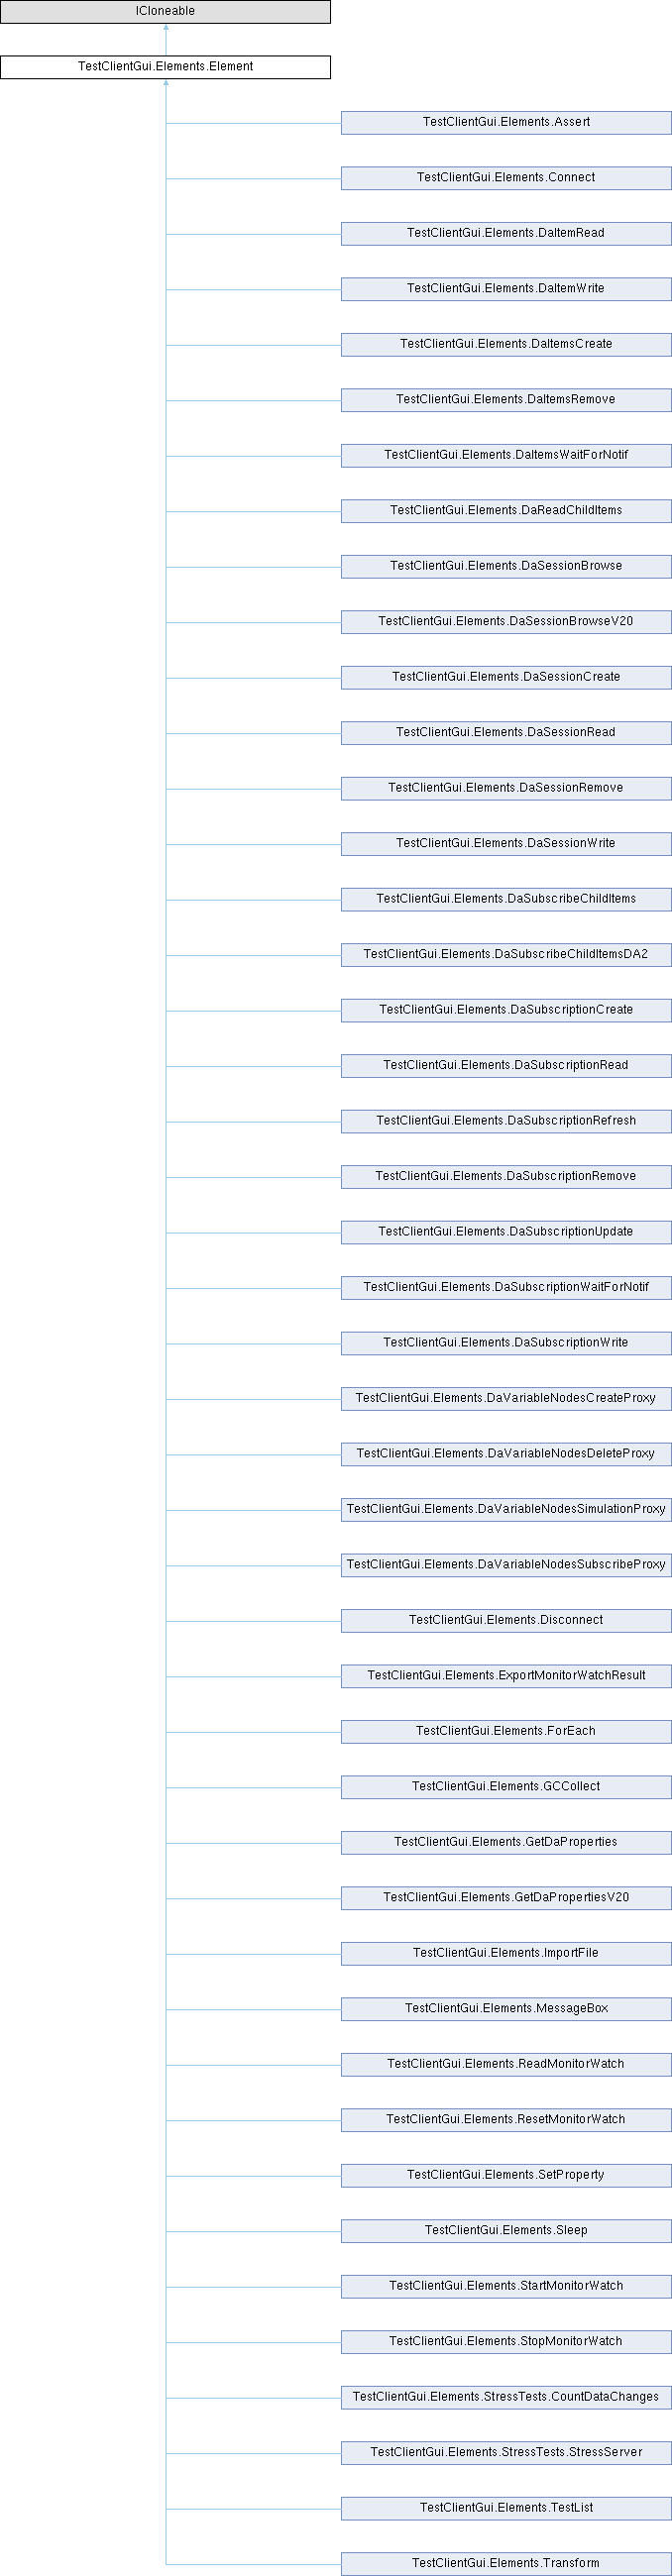 ICloneable
TestClientGui.Elements.Element
TestClientGui.Elements.Assert
TestClientGui.Elements.Connect
TestClientGui.Elements.DaItemRead
TestClientGui.Elements.DaItemWrite
TestClientGui.Elements.DaItemsCreate
TestClientGui.Elements.DaItemsRemove
TestClientGui.Elements.DaItemsWaitForNotif
TestClientGui.Elements.DaReadChildItems
TestClientGui.Elements.DaSessionBrowse
TestClientGui.Elements.DaSessionBrowseV20
TestClientGui.Elements.DaSessionCreate
TestClientGui.Elements.DaSessionRead
TestClientGui.Elements.DaSessionRemove
TestClientGui.Elements.DaSessionWrite
TestClientGui.Elements.DaSubscribeChildItems
TestClientGui.Elements.DaSubscribeChildItemsDA2
TestClientGui.Elements.DaSubscriptionCreate
TestClientGui.Elements.DaSubscriptionRead
TestClientGui.Elements.DaSubscriptionRefresh
TestClientGui.Elements.DaSubscriptionRemove
TestClientGui.Elements.DaSubscriptionUpdate
TestClientGui.Elements.DaSubscriptionWaitForNotif
TestClientGui.Elements.DaSubscriptionWrite
TestClientGui.Elements.DaVariableNodesCreateProxy
TestClientGui.Elements.DaVariableNodesDeleteProxy
TestClientGui.Elements.DaVariableNodesSimulationProxy
TestClientGui.Elements.DaVariableNodesSubscribeProxy
TestClientGui.Elements.Disconnect
TestClientGui.Elements.ExportMonitorWatchResult
TestClientGui.Elements.ForEach
TestClientGui.Elements.GCCollect
TestClientGui.Elements.GetDaProperties
TestClientGui.Elements.GetDaPropertiesV20
TestClientGui.Elements.ImportFile
TestClientGui.Elements.MessageBox
TestClientGui.Elements.ReadMonitorWatch
TestClientGui.Elements.ResetMonitorWatch
TestClientGui.Elements.SetProperty
TestClientGui.Elements.Sleep
TestClientGui.Elements.StartMonitorWatch
TestClientGui.Elements.StopMonitorWatch
TestClientGui.Elements.StressTests.CountDataChanges
TestClientGui.Elements.StressTests.StressServer
TestClientGui.Elements.TestList
TestClientGui.Elements.Transform